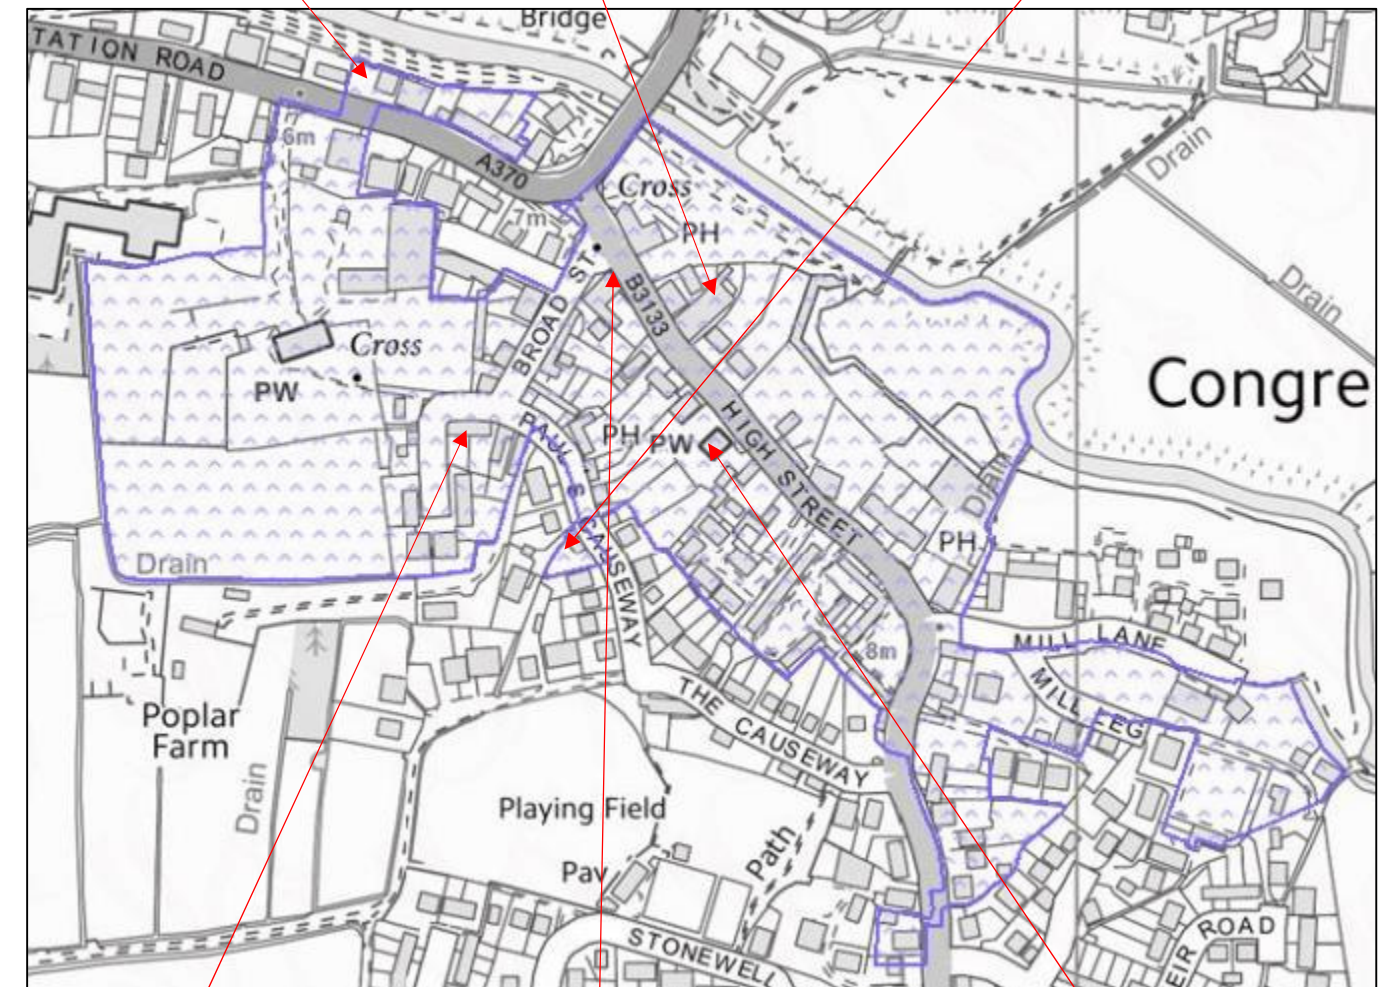 Bridge
TATION ROAD
6m
A370
Cross
7m
PH
Drain
Drain
BROAD ST
B3133
Cross
PW
Congre
PAUL'S CAUSEWAY
PH
PW
HIGH STREET
Drain
PH
Drain
MILL LANE
8m
MILL LEG
THE CAUSEWAY
Poplar
Farm
Drain
Playing Field
Pav
Path
STONEWELL
EIR ROAD